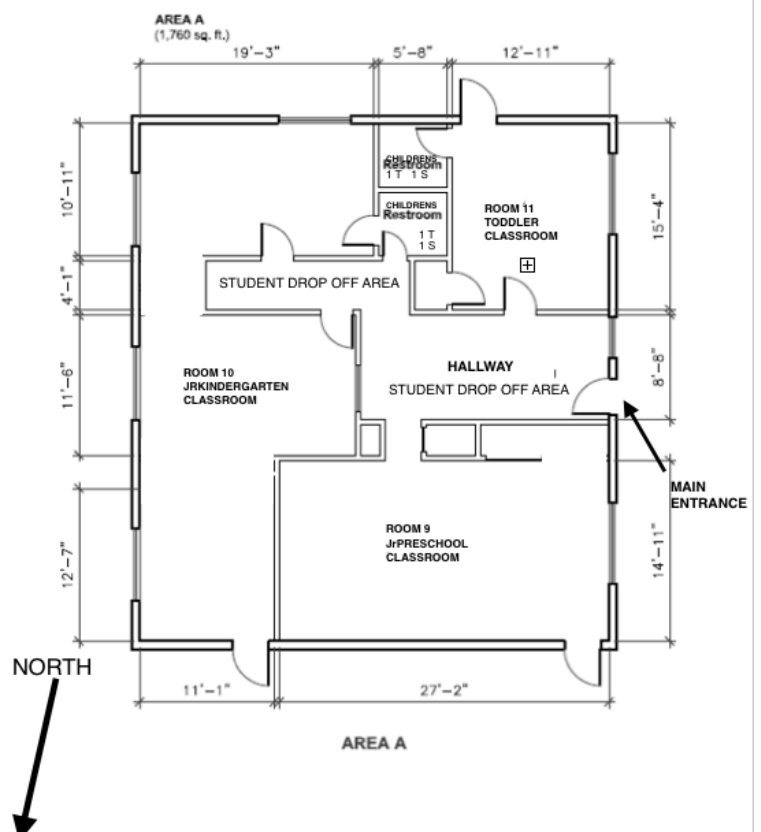 AREA A
(1,760 sq. ft.)
19'-3"
5'-8"
12'-11"
10'-11"
4'-1"
11'-6"
12'-7"
CHILDRENS
Restroom
1 T 1 S
CHILDRENS
Restroom
1 T
1 S
ROOM 11
TODDLER
CLASSROOM
15'-4"
STUDENT DROP OFF AREA
ROOM 10
JRKINDERGARTEN
CLASSROOM
HALLWAY
STUDENT DROP OFF AREA
8'-8"
MAIN
ENTRANCE
ROOM 9
JrPRESCHOOL
CLASSROOM
14'-11"
NORTH
11'-1"
27'-2"
AREA A